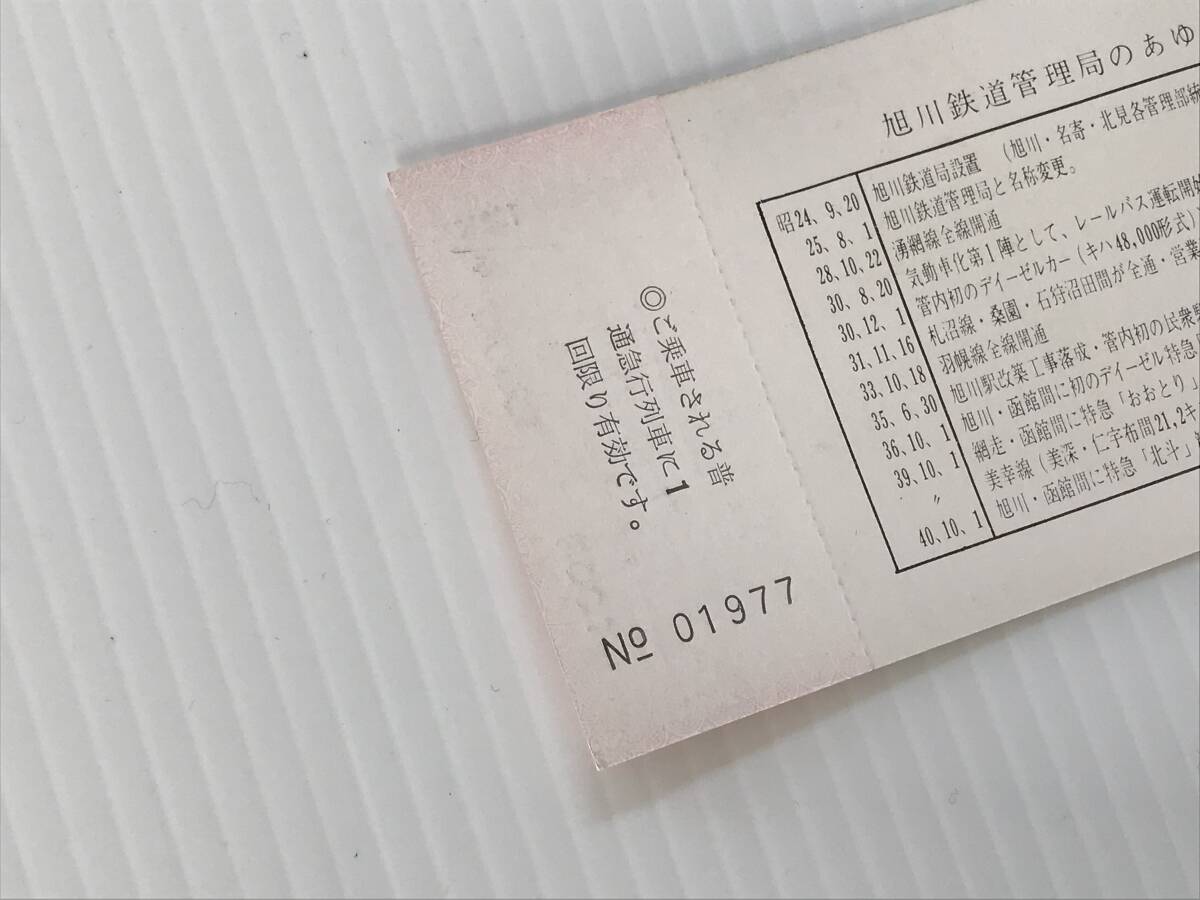 ◎ご乗車される普
通急行列車に1
回限り有効です。
№ 01977
旭川鉄道管理局のあゆ
昭24、9、20 旭川鉄道局設置 (旭川・名寄・北見各管理部統
25、8、1 旭川鉄道管理局と名称変更。
28、10、22 湧網線全線開通
30、8、20 気動車化第1陣として、レールバス運転開始
30、12、1 管内初のデイーゼルカー(キハ48,000形式)
31、11、16 札沼線・桑園・石狩沼田間が全通・営業
33、10、18 羽幌線全線開通
35、6、30 旭川駅改築工事落成・管内初の民衆駅
36、10、1 旭川・函館間に初のデイーゼル特急
39、10、1 網走・函館間に特急「おおとり」
〃 美幸線(美深・仁宇布間21,2キ
40、10、1 旭川・函館間に特急「北斗」